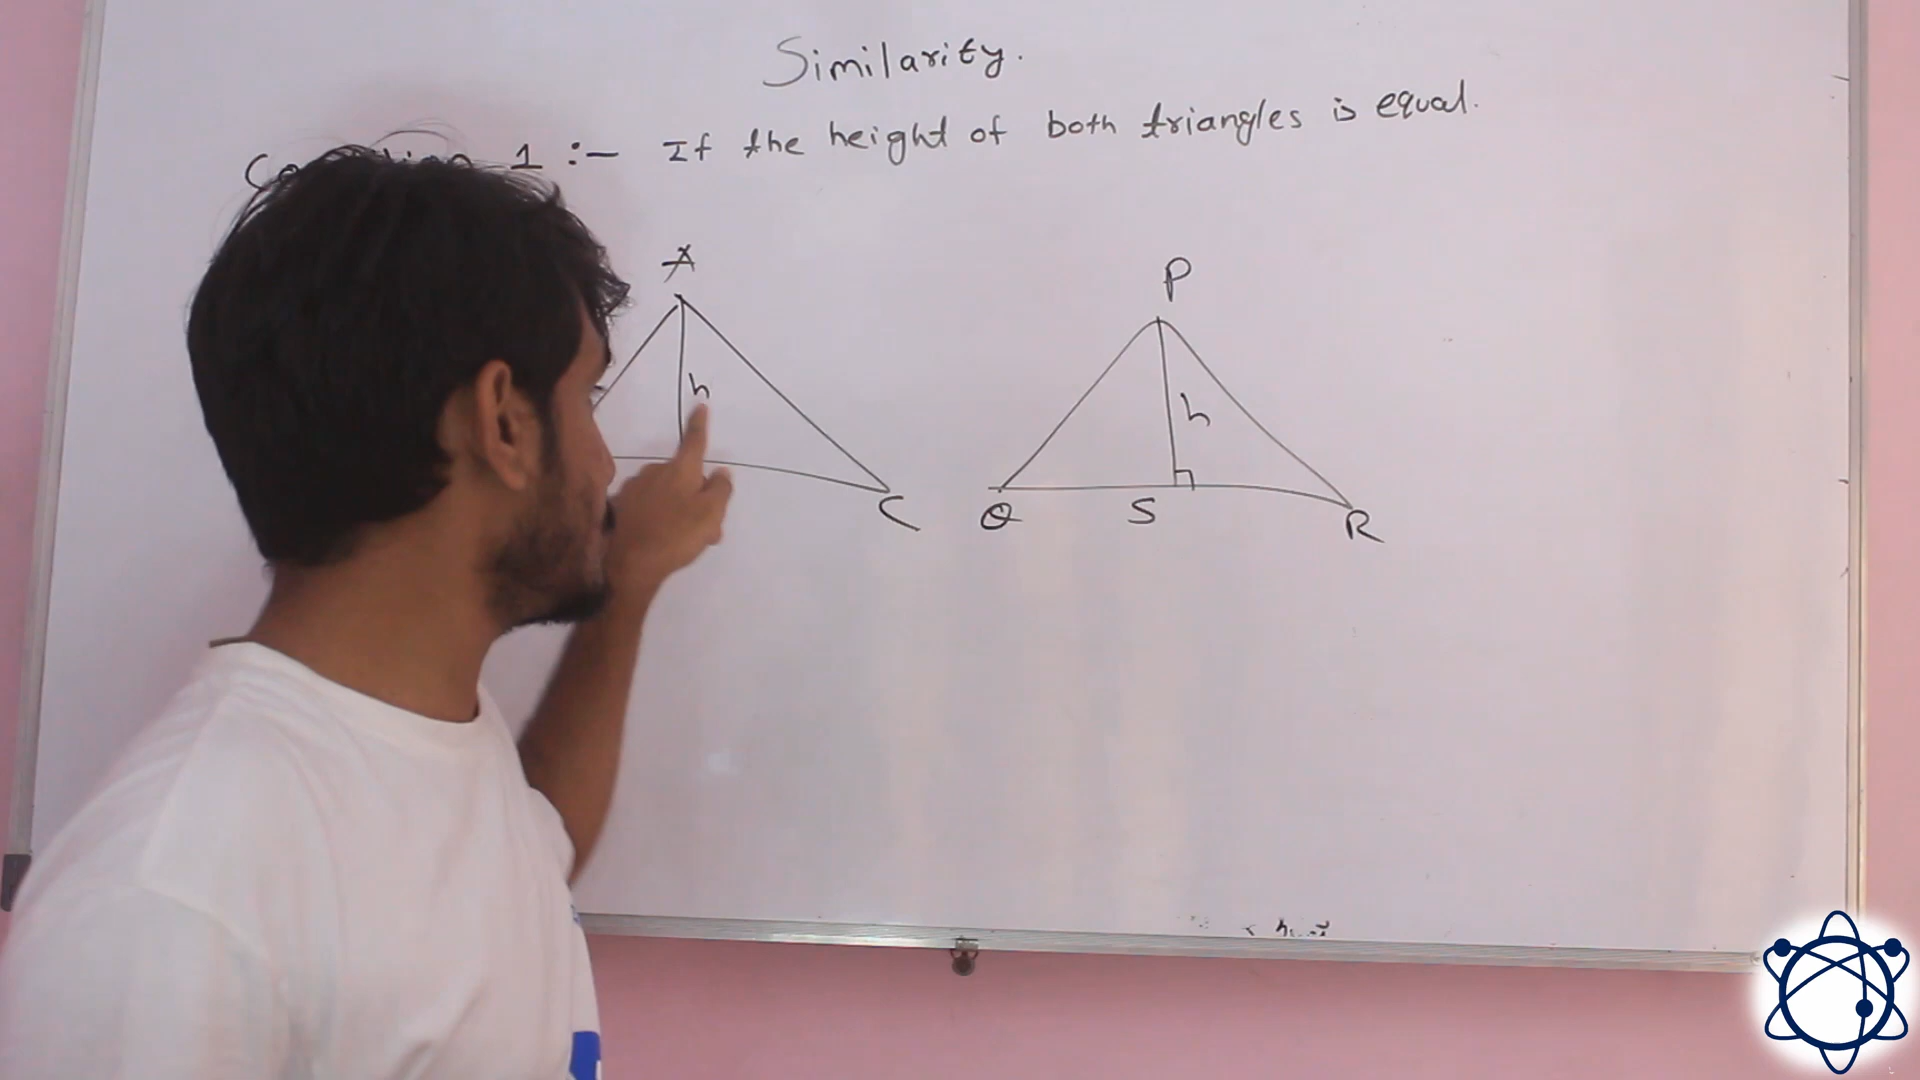 Similarity.
1 :- If the height of both triangles is equal.
A
P
h
h
C
Q
S
R